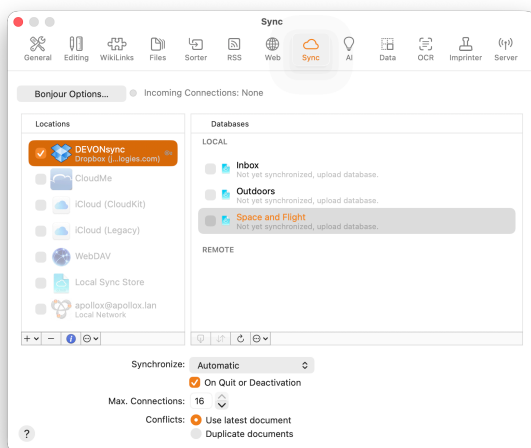 Sync
General
Editing
WikiLinks
Files
Sorter
RSS
Web
Sync
AI
Data
OCR
Imprinter
Server
Bonjour Options...
Incoming Connections: None
Locations
DEVONsync
Dropbox (j...logies.com)
CloudMe
iCloud (CloudKit)
iCloud (Legacy)
WebDAV
Local Sync Store
apollox@apollox.lan
Local Network
Databases
LOCAL
Inbox
Not yet synchronized, upload database.
Outdoors
Not yet synchronized, upload database.
Space and Flight
Not yet synchronized, upload database.
REMOTE
Synchronize: Automatic
On Quit or Deactivation
Max. Connections: 16
Conflicts: Use latest document
Duplicate documents
?